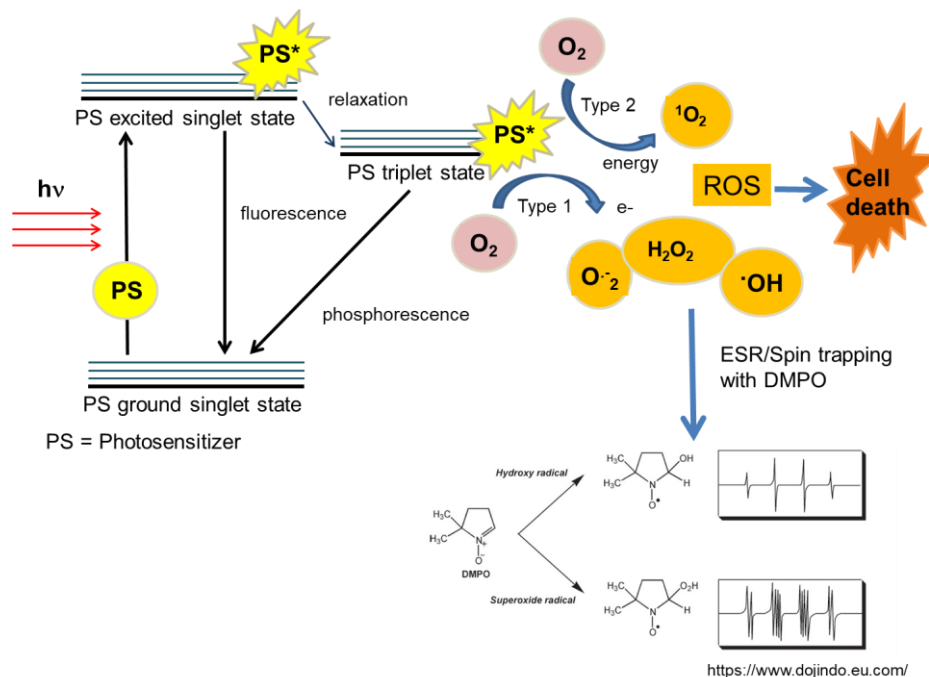 PS*
O₂
relaxation
Type 2
¹O₂
PS excited singlet state
PS*
energy
PS triplet state
ROS
Cell
death
hν
fluorescence
Type 1
e-
O₂
H₂O₂
O·-₂
·OH
PS
phosphorescence
ESR/Spin trapping
with DMPO
PS ground singlet state
PS = Photosensitizer
Hydroxy radical
H₃C
H₃C
N
O•
OH
H
H₃C
H₃C
N+
O−
DMPO
Superoxide radical
H₃C
H₃C
N
O•
O₂H
H
https://www.dojindo.eu.com/